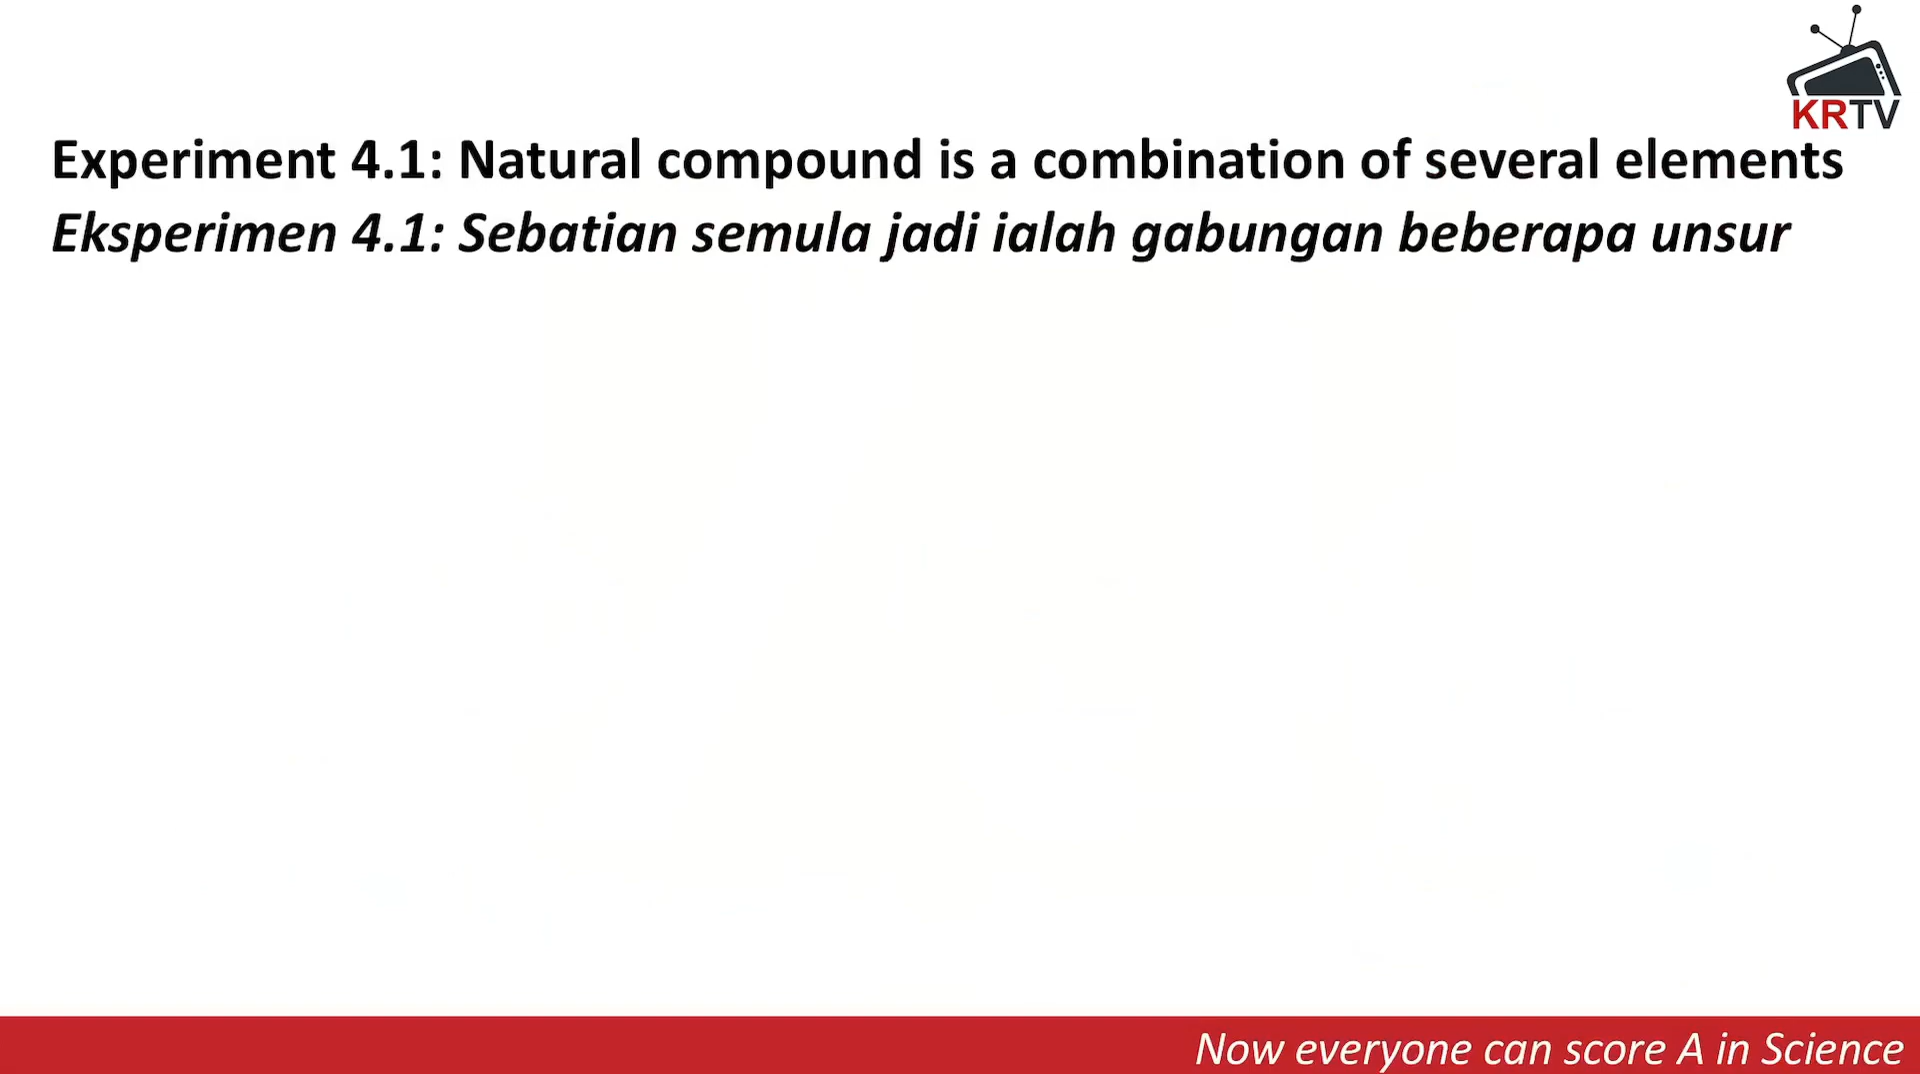 KRTV
Experiment 4.1: Natural compound is a combination of several elements
Eksperimen 4.1: Sebatian semula jadi ialah gabungan beberapa unsur
Now everyone can score A in Science